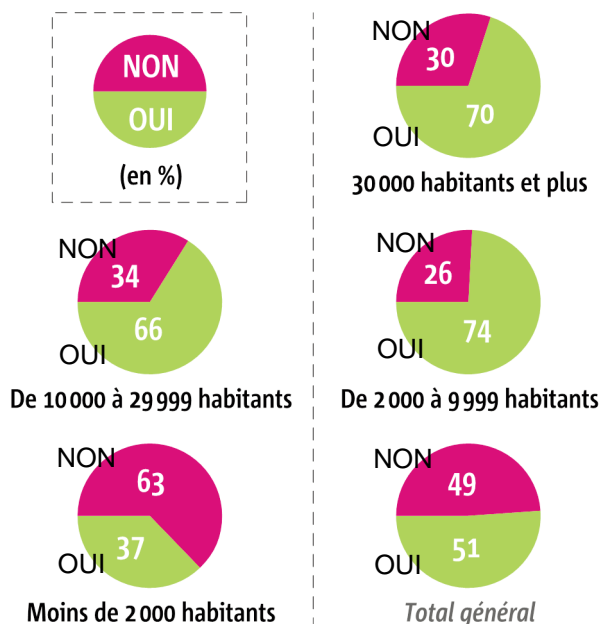 NON
OUI
(en %)
NON
30
70
OUI
30 000 habitants et plus
NON
34
66
OUI
De 10 000 à 29 999 habitants
NON
26
74
OUI
De 2 000 à 9 999 habitants
NON
63
37
OUI
Moins de 2 000 habitants
NON
49
51
OUI
Total général